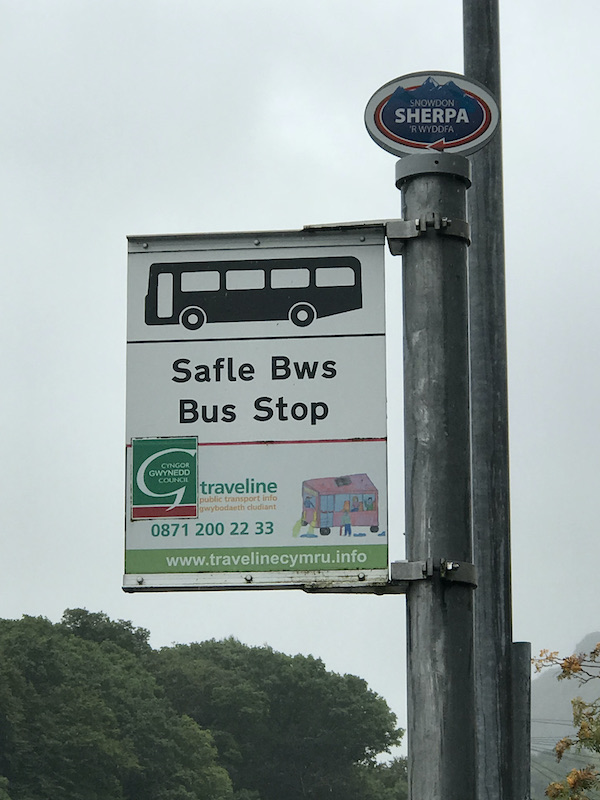 SNOWDON
SHERPA
'R WYDDFA
Safle Bws
Bus Stop
CYNGOR
GWYNEDD
COUNCIL
traveline
public transport info
gwybodaeth cludiant
0871 200 22 33
www.travelinecymru.info